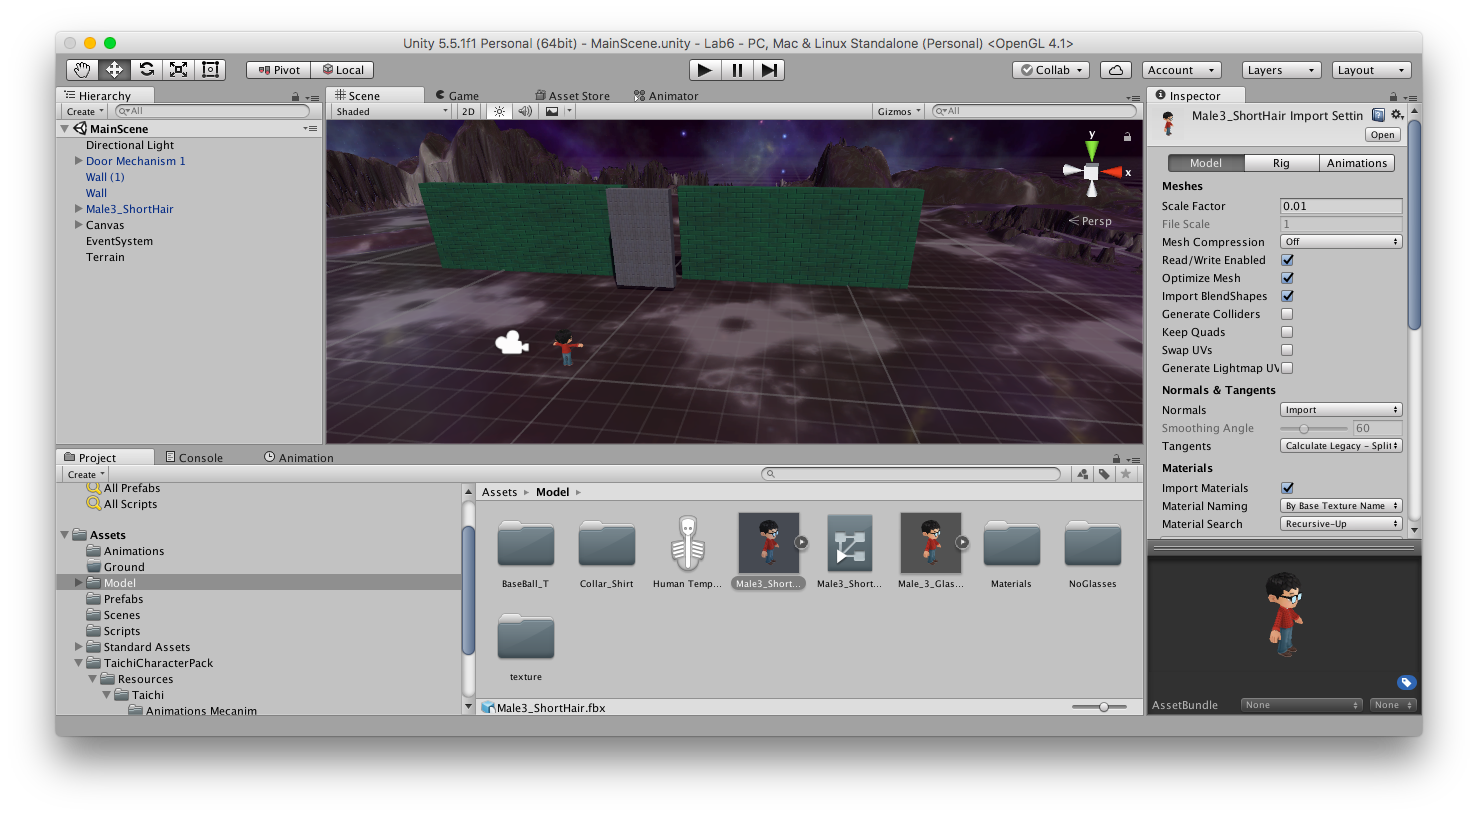 Unity 5.5.1f1 Personal (64bit) - MainScene.unity - Lab6 - PC, Mac & Linux Standalone (Personal) <OpenGL 4.1>
Pivot Local Collab Account Layers Layout
Hierarchy
Create All
MainScene
Directional Light
Door Mechanism 1
Wall (1)
Wall
Male3_ShortHair
Canvas
EventSystem
Terrain
Scene Game Asset Store Animator
Shaded 2D Gizmos All
y
x
Persp
Inspector
Male3_ShortHair Import Settin
Open
Model Rig Animations
Meshes
Scale Factor 0.01
File Scale 1
Mesh Compression Off
Read/Write Enabled
Optimize Mesh
Import BlendShapes
Generate Colliders
Keep Quads
Swap UVs
Generate Lightmap UV
Normals & Tangents
Normals Import
Smoothing Angle 60
Tangents Calculate Legacy - Split
Materials
Import Materials
Material Naming By Base Texture Name
Material Search Recursive-Up
Project Console Animation
Create
All Prefabs
All Scripts
Assets
Animations
Ground
Model
Prefabs
Scenes
Scripts
Standard Assets
TaichiCharacterPack
Resources
Taichi
Animations Mecanim
Assets Model
BaseBall_T Collar_Shirt Human Temp... Male3_Short... Male3_Short... Male_3_Glas... Materials NoGlasses
texture
Male3_ShortHair.fbx
AssetBundle None None